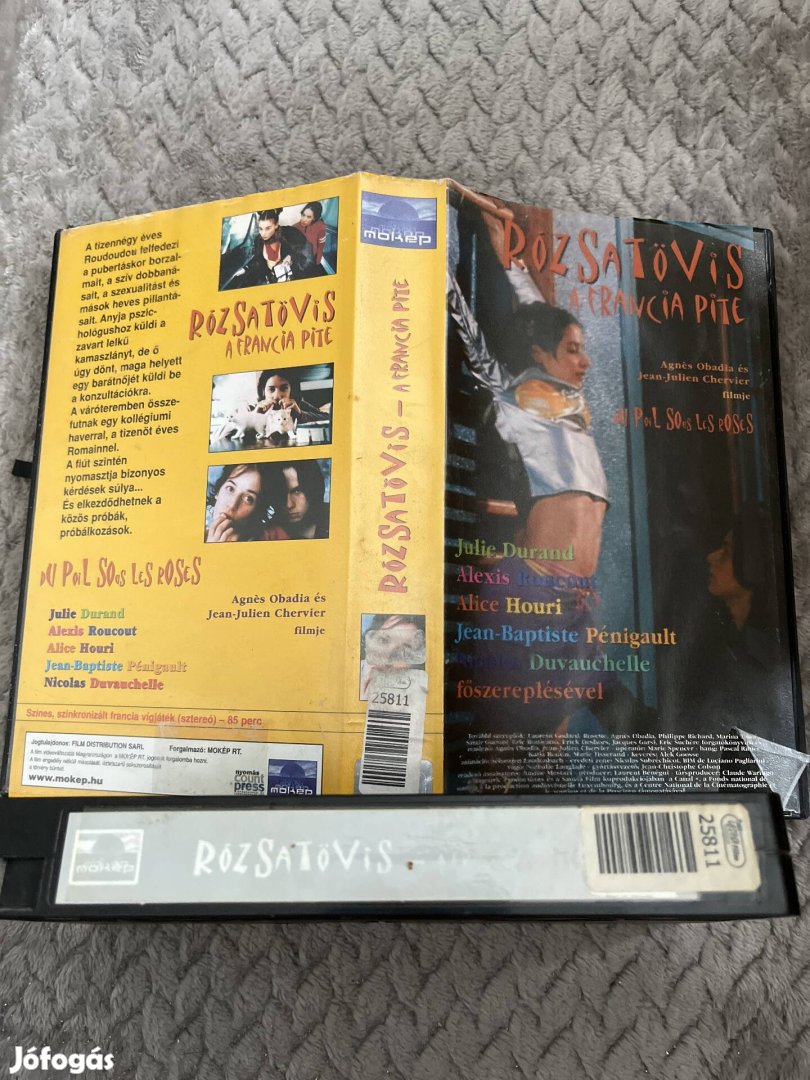 A tizennégy éves
Roudoudou felfedezi
a pubertáskor borzal-
mait, a szív dobbaná-
sait, a szexualitást és
mások heves pillantá-
sait. Anyja pszic-
hológushoz küldi a
zavart lelkű
kamaszlányt, de ő
úgy dönt, maga helyett
egy barátnőjét küldi be
a konzultációkra.
A váróteremben össze-
futnak egy kollégiumi
haverral, a tizenöt éves
Romainnel.
A fiút szintén
nyomasztja bizonyos
kérdések súlya...
És elkezdődhetnek a
közös próbák,
próbálkozások.
RÓZSATÖVIS
A FRANCIA PITE
DU POIL SOUS LES ROSES
Julie Durand
Alexis Roucout
Alice Houri
Jean-Baptiste Pénigault
Nicolas Duvauchelle
Agnès Obadia és
Jean-Julien Chervier
filmje
Színes, szinkronizált francia vígjáték (sztereó) – 85 perc
Jogtulajdonos: FILM DISTRIBUTION SARL
Forgalmazó: MOKÉP RT.
www.mokep.hu
nyomás
count
press
MOKÉP
MOKÉP
RÓZSATÖVIS – A FRANCIA PITE
25811
RÓZSATÖVIS
A FRANCIA PITE
Agnès Obadia és
Jean-Julien Chervier
filmje
DU POIL SOUS LES ROSES
Julie Durand
Alexis Roucout
Alice Houri
Jean-Baptiste Pénigault
Duvauchelle
főszereplésével
MOKÉP
RÓZSATÖVIS
25811
Jófogás